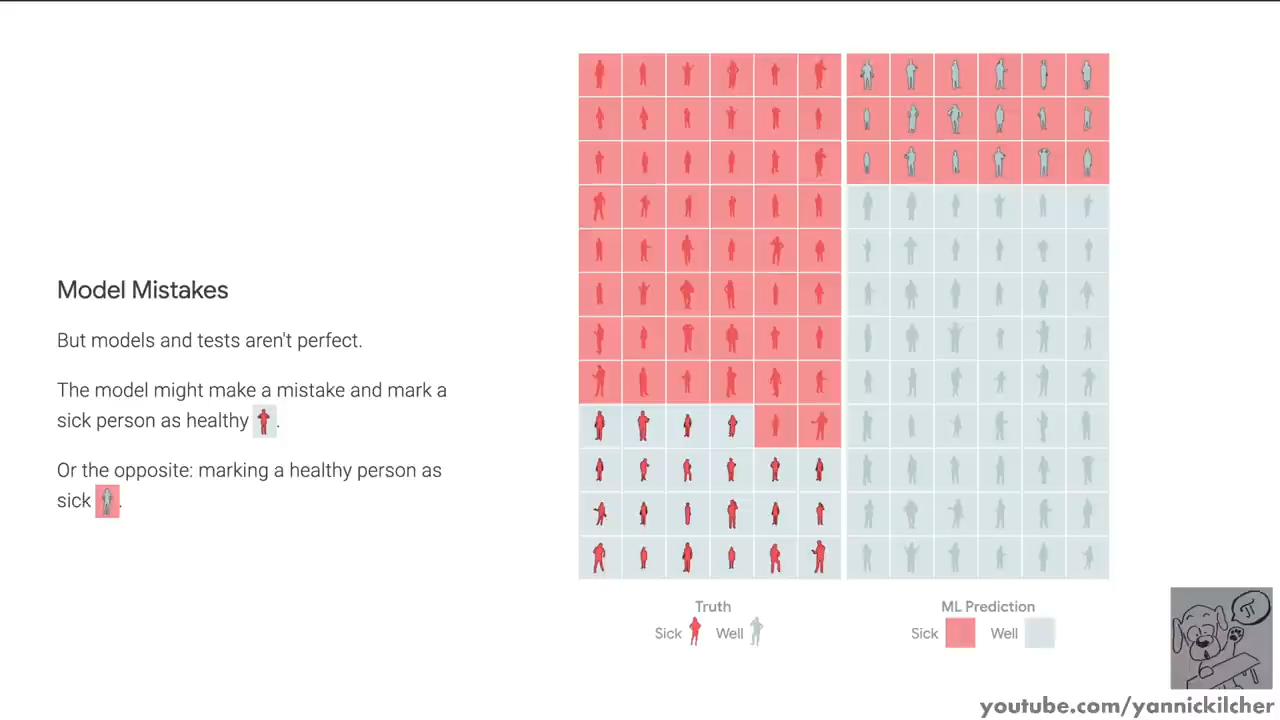 Model Mistakes
But models and tests aren't perfect.
The model might make a mistake and mark a
sick person as healthy .
Or the opposite: marking a healthy person as
sick .
Truth
Sick Well
ML Prediction
Sick Well
π
youtube.com/yannickilcher